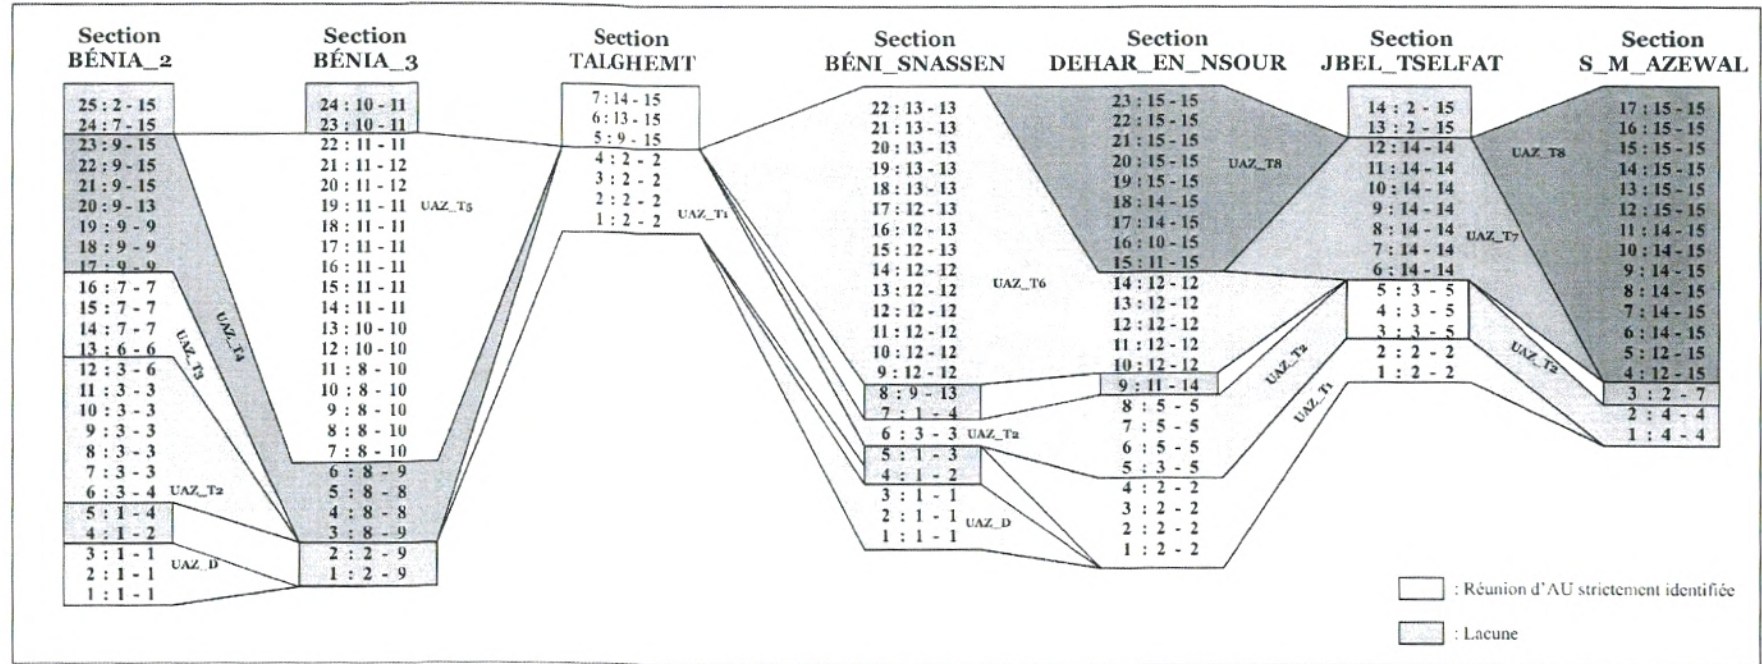 Section
BÉNIA_2
25 : 2 - 15
24 : 7 - 15
23 : 9 - 15
22 : 9 - 15
21 : 9 - 15
20 : 9 - 13
19 : 9 - 9
18 : 9 - 9
17 : 9 - 9
16 : 7 - 7
15 : 7 - 7
14 : 7 - 7
13 : 6 - 6
12 : 3 - 6
11 : 3 - 3
10 : 3 - 3
9 : 3 - 3
8 : 3 - 3
7 : 3 - 3
6 : 3 - 4
5 : 1 - 4
4 : 1 - 2
3 : 1 - 1
2 : 1 - 1
1 : 1 - 1
UAZ_T4
UAZ_T3
UAZ_T2
UAZ_D
Section
BÉNIA_3
24 : 10 - 11
23 : 10 - 11
22 : 11 - 11
21 : 11 - 12
20 : 11 - 12
19 : 11 - 11
18 : 11 - 11
17 : 11 - 11
16 : 11 - 11
15 : 11 - 11
14 : 11 - 11
13 : 10 - 10
12 : 10 - 10
11 : 8 - 10
10 : 8 - 10
9 : 8 - 10
8 : 8 - 10
7 : 8 - 10
6 : 8 - 9
5 : 8 - 8
4 : 8 - 8
3 : 8 - 9
2 : 2 - 9
1 : 2 - 9
UAZ_T5
Section
TALGHEMT
7 : 14 - 15
6 : 13 - 15
5 : 9 - 15
4 : 2 - 2
3 : 2 - 2
2 : 2 - 2
1 : 2 - 2
UAZ_T1
Section
BÉNI_SNASSEN
22 : 13 - 13
21 : 13 - 13
20 : 13 - 13
19 : 13 - 13
18 : 13 - 13
17 : 12 - 13
16 : 12 - 13
15 : 12 - 13
14 : 12 - 12
13 : 12 - 12
12 : 12 - 12
11 : 12 - 12
10 : 12 - 12
9 : 12 - 12
8 : 9 - 13
7 : 1 - 4
6 : 3 - 3
5 : 1 - 3
4 : 1 - 2
3 : 1 - 1
2 : 1 - 1
1 : 1 - 1
UAZ_T6
UAZ_T2
UAZ_D
Section
DEHAR_EN_NSOUR
23 : 15 - 15
22 : 15 - 15
21 : 15 - 15
20 : 15 - 15
19 : 15 - 15
18 : 14 - 15
17 : 14 - 15
16 : 10 - 15
15 : 11 - 15
14 : 12 - 12
13 : 12 - 12
12 : 12 - 12
11 : 12 - 12
10 : 12 - 12
9 : 11 - 14
8 : 5 - 5
7 : 5 - 5
6 : 5 - 5
5 : 3 - 5
4 : 2 - 2
3 : 2 - 2
2 : 2 - 2
1 : 2 - 2
UAZ_T8
UAZ_T2
UAZ_T1
Section
JBEL_TSELFAT
14 : 2 - 15
13 : 2 - 15
12 : 14 - 14
11 : 14 - 14
10 : 14 - 14
9 : 14 - 14
8 : 14 - 14
7 : 14 - 14
6 : 14 - 14
5 : 3 - 5
4 : 3 - 5
3 : 3 - 5
2 : 2 - 2
1 : 2 - 2
UAZ_T8
UAZ_T7
UAZ_T2
Section
S_M_AZEWAL
17 : 15 - 15
16 : 15 - 15
15 : 15 - 15
14 : 15 - 15
13 : 15 - 15
12 : 15 - 15
11 : 14 - 15
10 : 14 - 15
9 : 14 - 15
8 : 14 - 15
7 : 14 - 15
6 : 14 - 15
5 : 12 - 15
4 : 12 - 15
3 : 2 - 7
2 : 4 - 4
1 : 4 - 4
: Réunion d'AU strictement identifiée
: Lacune